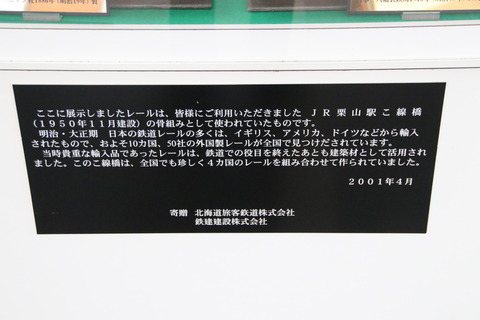 ここに展示しましたレールは、皆様にご利用いただきました　ＪＲ栗山駅こ線橋
（１９５０年１１月建設）の骨組みとして使われていたものです。
明治・大正期　日本の鉄道レールの多くは、イギリス、アメリカ、ドイツなどから輸入
されたもので、およそ10カ国、50社の外国製レールが全国で見つけだされています。
当時貴重な輸入品であったレールは、鉄道での役目を終えたあとも建築材として活用され
ました。このこ線橋は、全国でも珍しく４カ国のレールを組み合わせて作られていました。
２００１年４月
寄贈　北海道旅客鉄道株式会社
鉄建建設株式会社